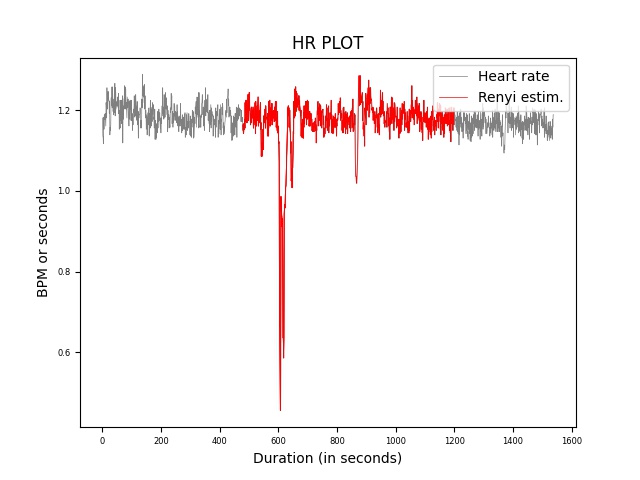 HR PLOT
Heart rate
Renyi estim.
1.2
1.0
0.8
0.6
BPM or seconds
0
200
400
600
800
1000
1200
1400
1600
Duration (in seconds)